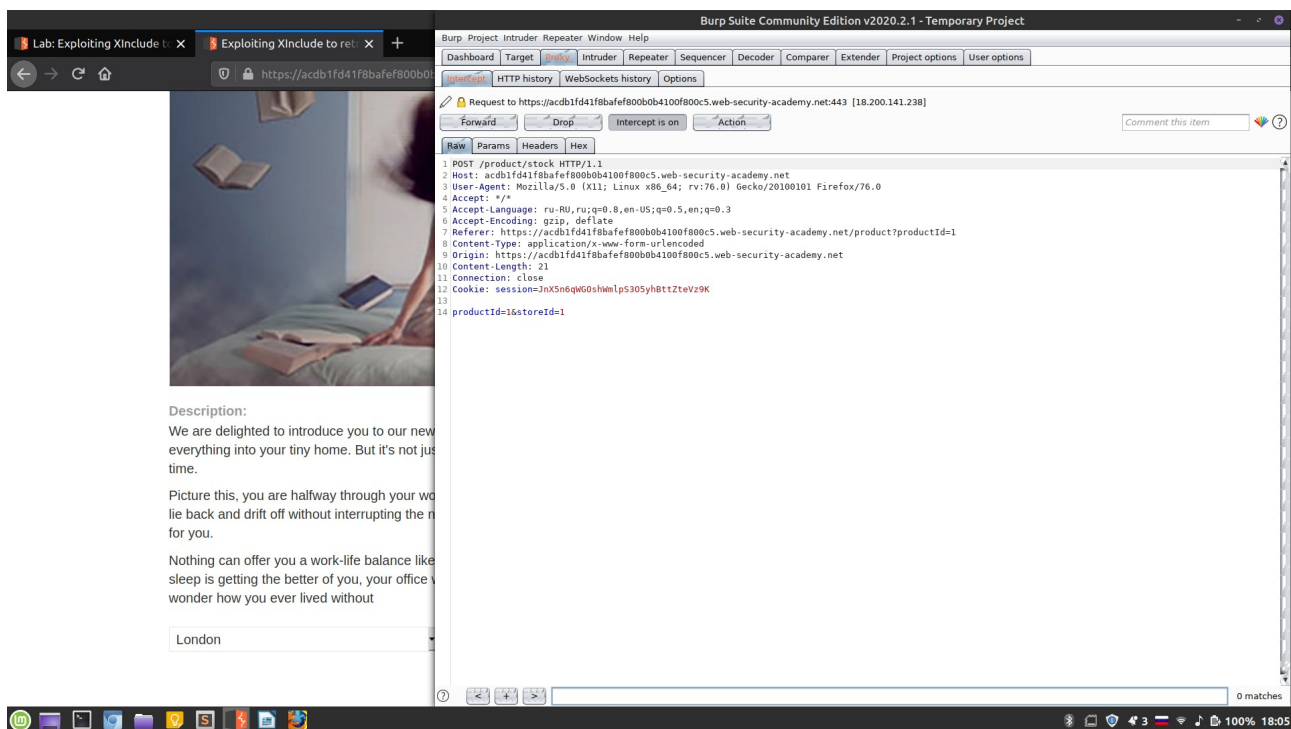 Burp Suite Community Edition v2020.2.1 - Temporary Project
Lab: Exploiting XInclude to
Exploiting XInclude to retr
https://acdb1fd41f8bafef800b0b
Burp Project Intruder Repeater Window Help
Dashboard Target Proxy Intruder Repeater Sequencer Decoder Comparer Extender Project options User options
Intercept HTTP history WebSockets history Options
Request to https://acdb1fd41f8bafef800b0b4100f800c5.web-security-academy.net:443 [18.200.141.238]
Forward Drop Intercept is on Action Comment this item
Raw Params Headers Hex
1 POST /product/stock HTTP/1.1
2 Host: acdb1fd41f8bafef800b0b4100f800c5.web-security-academy.net
3 User-Agent: Mozilla/5.0 (X11; Linux x86_64; rv:76.0) Gecko/20100101 Firefox/76.0
4 Accept: */*
5 Accept-Language: ru-RU,ru;q=0.8,en-US;q=0.5,en;q=0.3
6 Accept-Encoding: gzip, deflate
7 Referer: https://acdb1fd41f8bafef800b0b4100f800c5.web-security-academy.net/product?productId=1
8 Content-Type: application/x-www-form-urlencoded
9 Origin: https://acdb1fd41f8bafef800b0b4100f800c5.web-security-academy.net
10 Content-Length: 21
11 Connection: close
12 Cookie: session=JnX5n6qWGOshWmlpS3O5yhBttZteVz9K
13
14 productId=1&storeId=1
Description:
We are delighted to introduce you to our new
everything into your tiny home. But it's not jus
time.
Picture this, you are halfway through your wo
lie back and drift off without interrupting the n
for you.
Nothing can offer you a work-life balance like
sleep is getting the better of you, your office
wonder how you ever lived without
London
? < + > 0 matches
3 100% 18:05